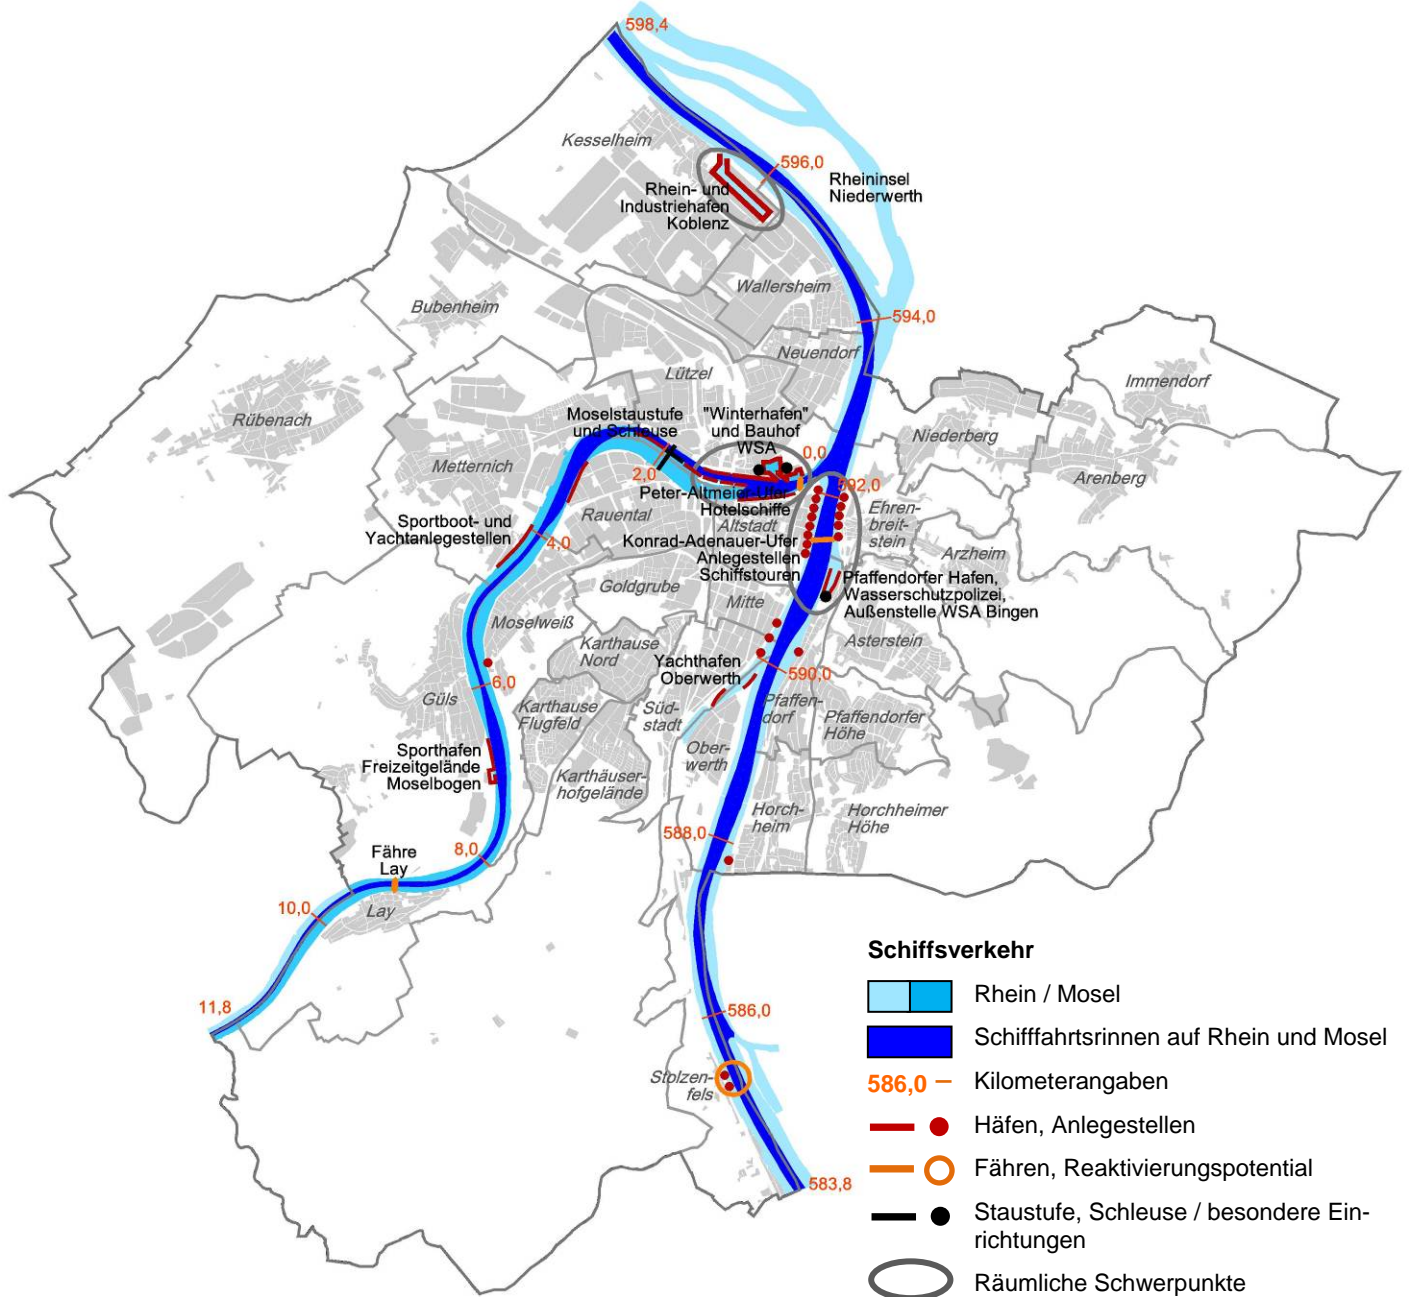 598,4
Kesselheim
596,0
Rheininsel
Niederwerth
Rhein- und
Industriehafen
Koblenz
Wallersheim
Bubenheim
594,0
Neuendorf
Lützel
Immendorf
Rübenach
Moselstaustufe
und Schleuse
"Winterhafen"
und Bauhof
WSA
Niederberg
0,0
Metternich
2,0
Arenberg
592,0
Peter-Altmeier-Ufer
Hotelschiffe
Rauental
Altstadt
Ehren-
breit-
stein
Sportboot- und
Yachtanlegestellen
4,0
Konrad-Adenauer-Ufer
Anlegestellen
Schiffstouren
Arzheim
Goldgrube
Mitte
Pfaffendorfer Hafen,
Wasserschutzpolizei,
Außenstelle WSA Bingen
Moselweiß
Asterstein
Karthause
Nord
Yachthafen
Oberwerth
590,0
6,0
Güls
Karthause
Flugfeld
Süd-
stadt
Pfaffen-
dorf
Pfaffendorfer
Höhe
Ober-
werth
Sporthafen
Freizeitgelände
Moselbogen
Karthäuser-
hofgelände
Horch-
heim
Horchheimer
Höhe
588,0
8,0
Fähre
Lay
10,0
Lay
11,8
586,0
Stolzen-
fels
583,8
Schiffsverkehr
Rhein / Mosel
Schifffahrtsrinnen auf Rhein und Mosel
586,0 Kilometerangaben
Häfen, Anlegestellen
Fähren, Reaktivierungspotential
Staustufe, Schleuse / besondere Ein-
richtungen
Räumliche Schwerpunkte